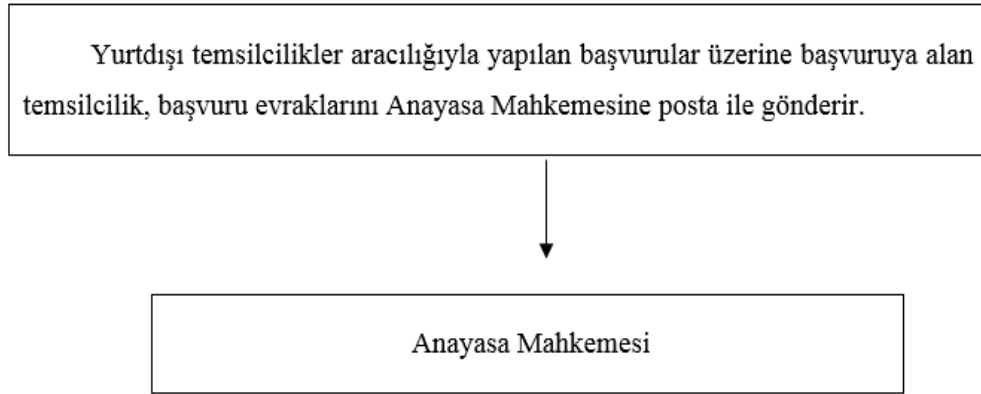 Yurtdışı temsilcilikler aracılığıyla yapılan başvurular üzerine başvuruya alan
temsilcilik, başvuru evraklarını Anayasa Mahkemesine posta ile gönderir.
Anayasa Mahkemesi